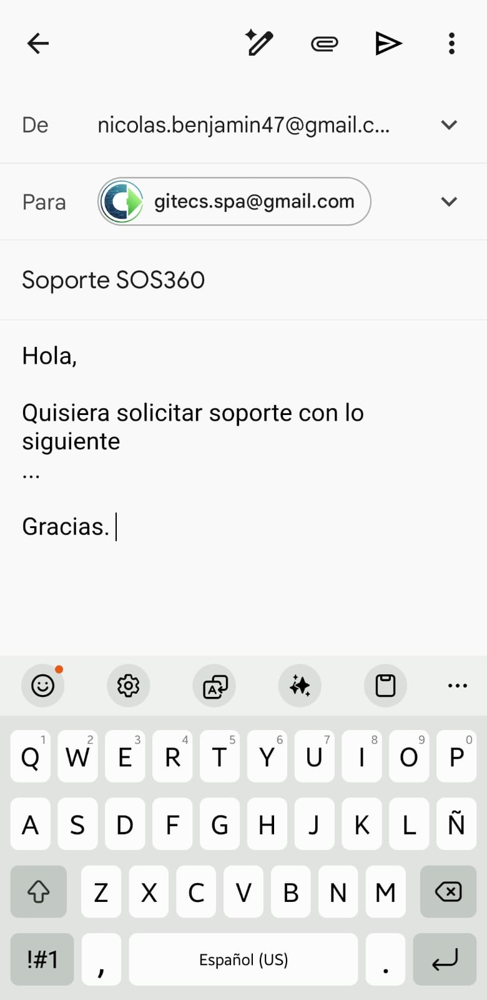 De nicolas.benjamin47@gmail.c...
Para gitecs.spa@gmail.com
Soporte SOS360
Hola,
Quisiera solicitar soporte con lo
siguiente
...
Gracias.
1 2 3 4 5 6 7 8 9 0
Q W E R T Y U I O P
A S D F G H J K L Ñ
Z X C V B N M
!#1 , Español (US) .